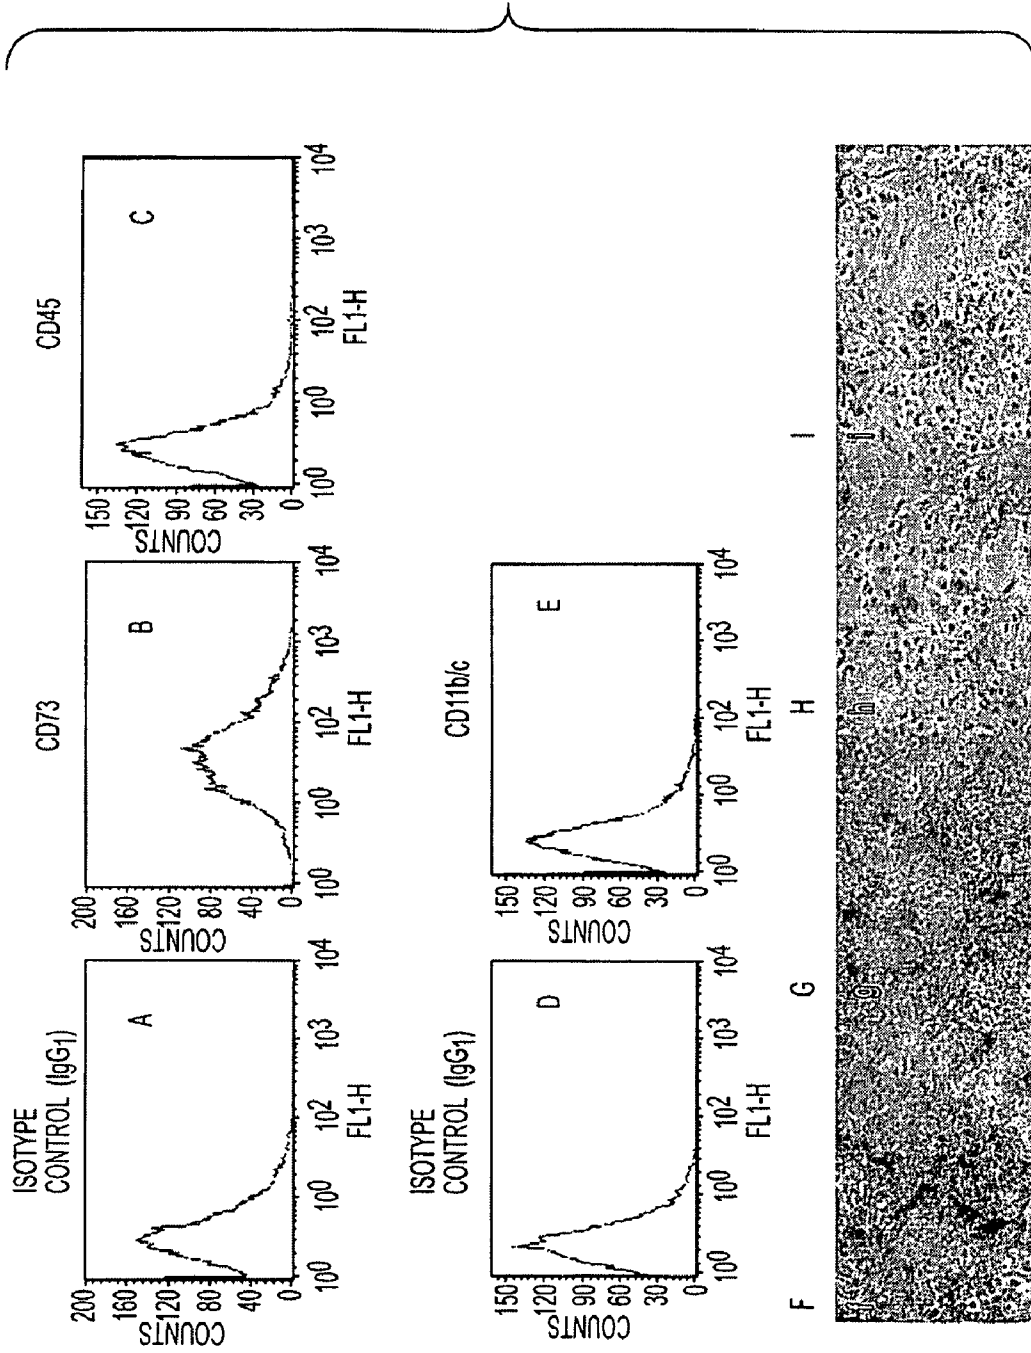 ISOTYPE
CONTROL (IgG1)
200
160
120
80
40
0
COUNTS
A
10^0 10^0 10^2 10^3 10^4
FL1-H
CD73
200
160
120
80
40
0
COUNTS
B
10^0 10^0 10^2 10^3 10^4
FL1-H
CD45
150
120
90
60
30
0
COUNTS
C
10^0 10^0 10^2 10^3 10^4
FL1-H
ISOTYPE
CONTROL (IgG1)
150
120
90
60
30
0
COUNTS
D
10^0 10^0 10^2 10^3 10^4
FL1-H
CD11b/c
150
120
90
60
30
0
COUNTS
E
10^0 10^0 10^2 10^3 10^4
FL1-H
F G H I
f g h i